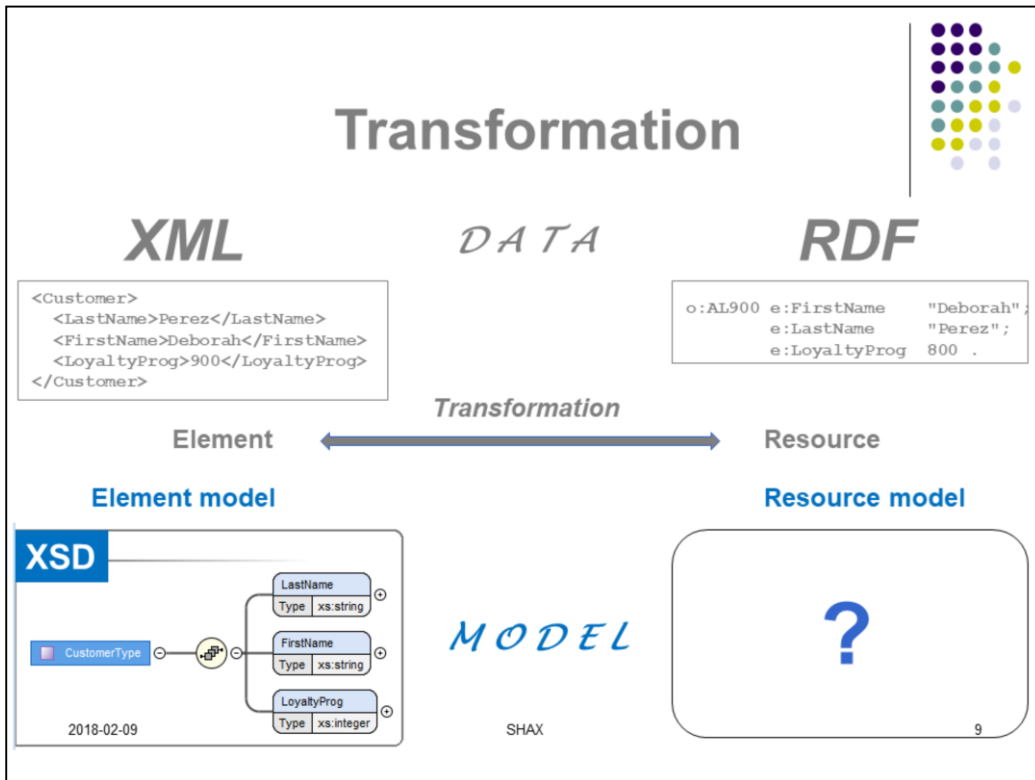 Transformation
XML
DATA
RDF
<Customer>
<LastName>Perez</LastName>
<FirstName>Deborah</FirstName>
<LoyaltyProg>900</LoyaltyProg>
</Customer>
o:AL900 e:FirstName "Deborah";
e:LastName "Perez";
e:LoyaltyProg 800 .
Transformation
Element
Resource
Element model
Resource model
XSD
CustomerType
LastName
Type xs:string
FirstName
Type xs:string
LoyaltyProg
Type xs:integer
MODEL
?
2018-02-09
SHAX
9